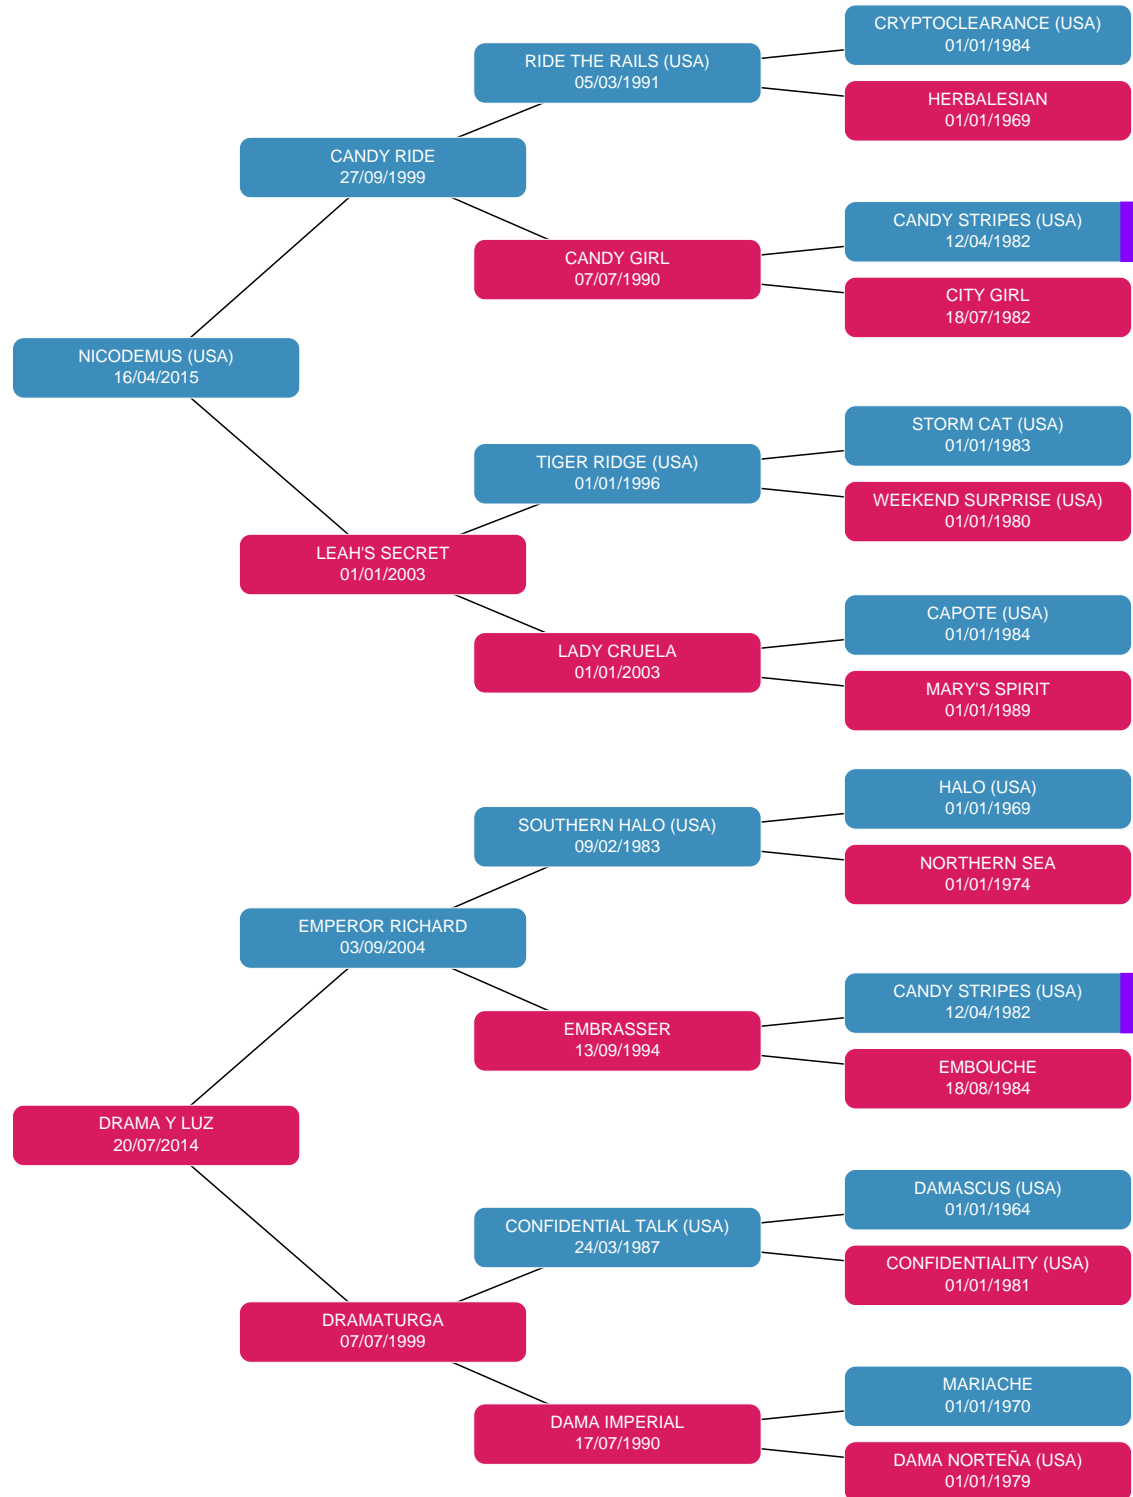 CRYPTOCLEARANCE (USA)
01/01/1984
RIDE THE RAILS (USA)
05/03/1991
HERBALESIAN
01/01/1969
CANDY RIDE
27/09/1999
CANDY STRIPES (USA)
12/04/1982
CANDY GIRL
07/07/1990
CITY GIRL
18/07/1982
NICODEMUS (USA)
16/04/2015
STORM CAT (USA)
01/01/1983
TIGER RIDGE (USA)
01/01/1996
WEEKEND SURPRISE (USA)
01/01/1980
LEAH'S SECRET
01/01/2003
CAPOTE (USA)
01/01/1984
LADY CRUELA
01/01/2003
MARY'S SPIRIT
01/01/1989
HALO (USA)
01/01/1969
SOUTHERN HALO (USA)
09/02/1983
NORTHERN SEA
01/01/1974
EMPEROR RICHARD
03/09/2004
CANDY STRIPES (USA)
12/04/1982
EMBRASSER
13/09/1994
EMBOUCHE
18/08/1984
DRAMA Y LUZ
20/07/2014
DAMASCUS (USA)
01/01/1964
CONFIDENTIAL TALK (USA)
24/03/1987
CONFIDENTIALITY (USA)
01/01/1981
DRAMATURGA
07/07/1999
MARIACHE
01/01/1970
DAMA IMPERIAL
17/07/1990
DAMA NORTEÑA (USA)
01/01/1979